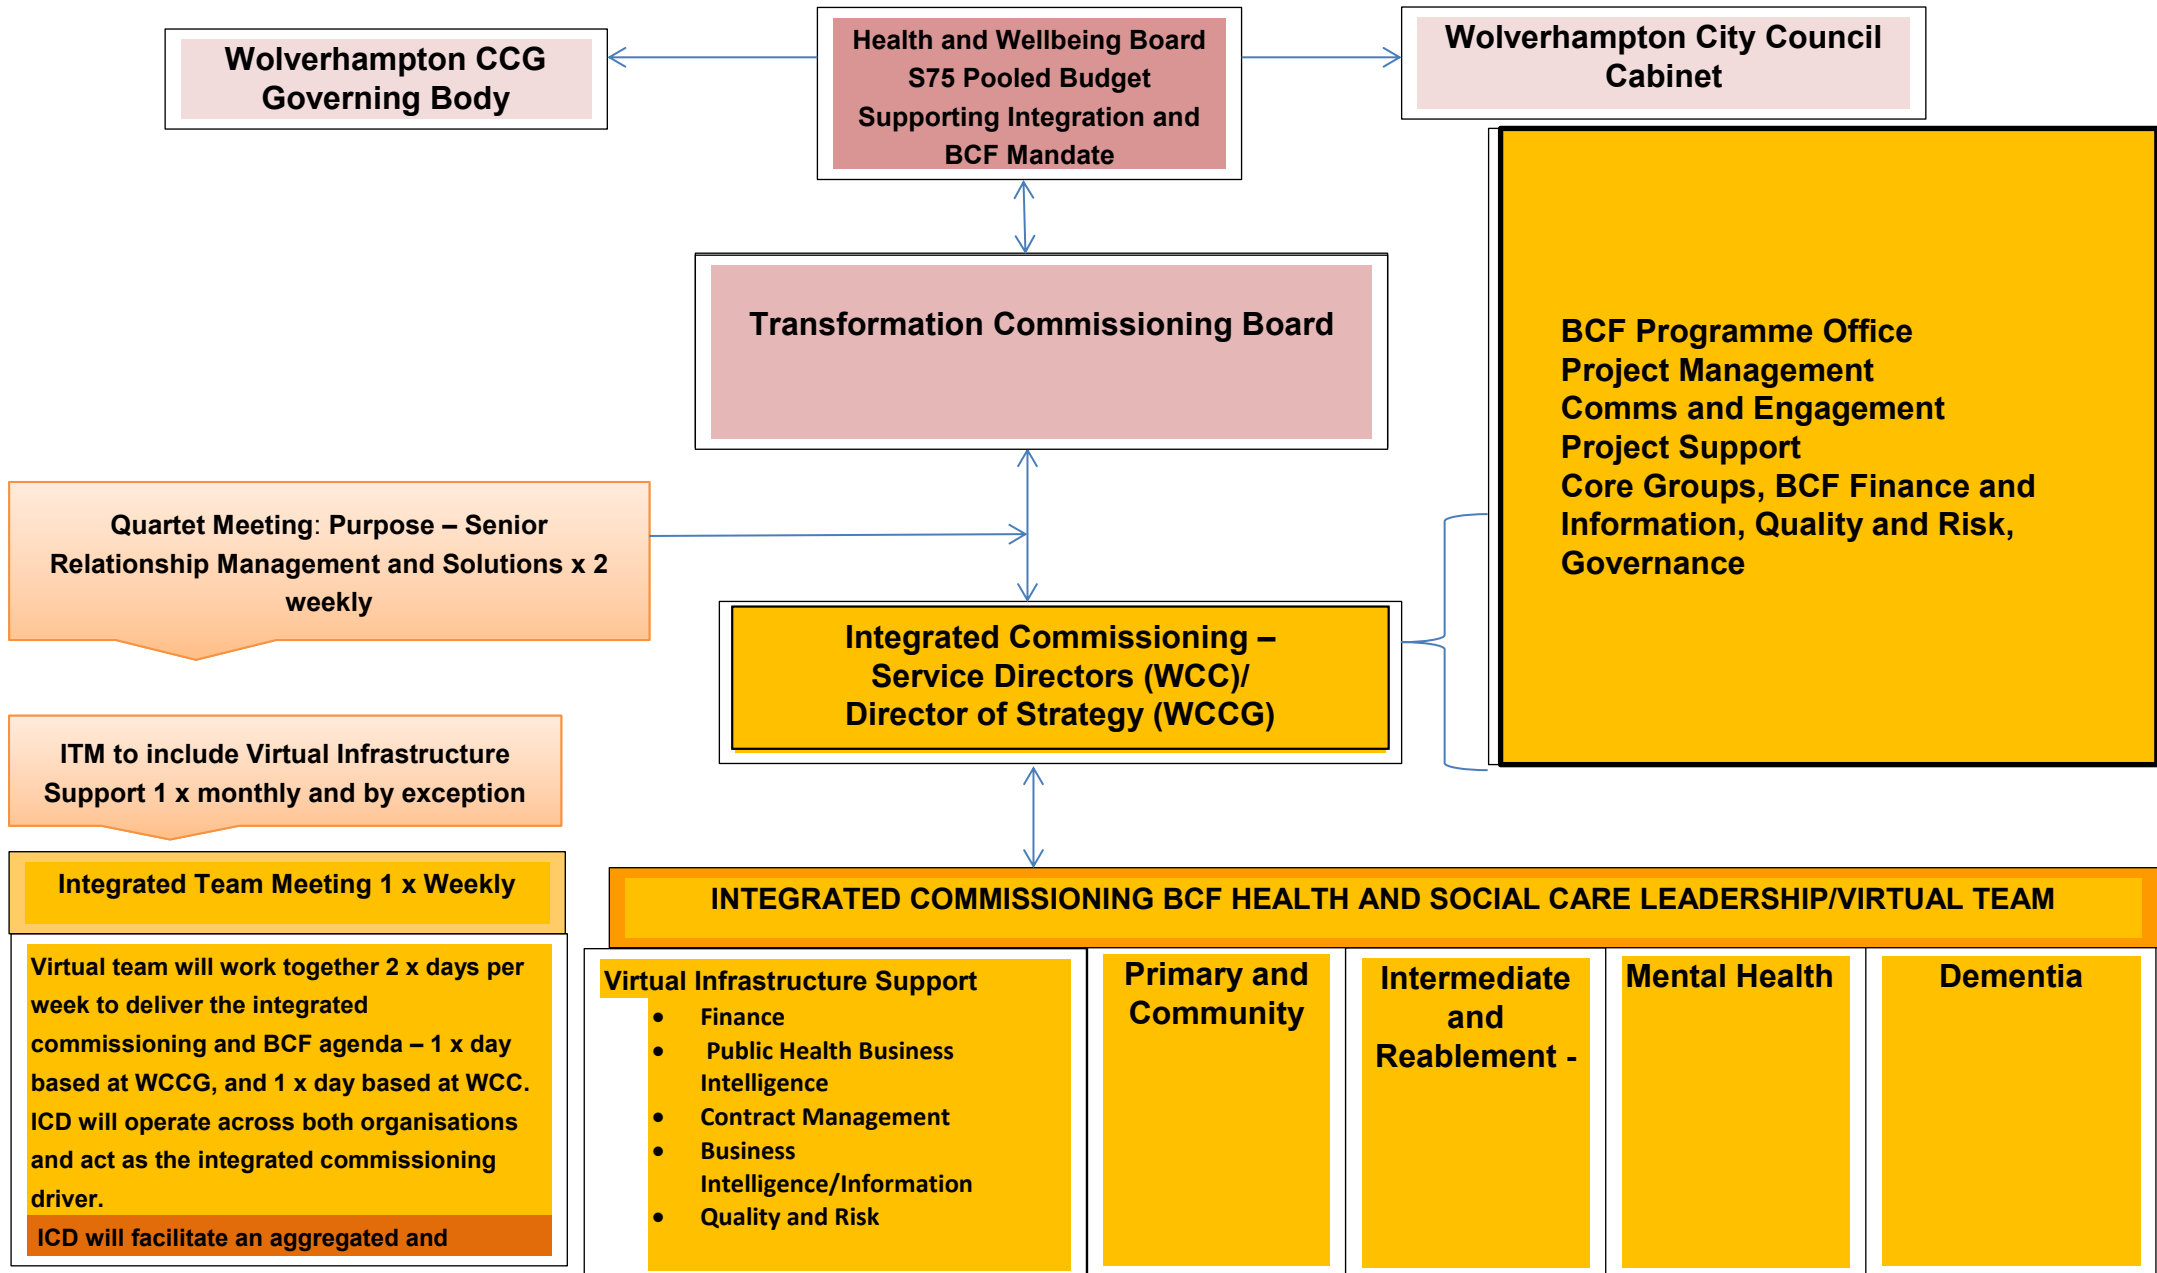 Wolverhampton CCG
Governing Body
Health and Wellbeing Board
S75 Pooled Budget
Supporting Integration and
BCF Mandate
Wolverhampton City Council
Cabinet
Transformation Commissioning Board
BCF Programme Office
Project Management
Comms and Engagement
Project Support
Core Groups, BCF Finance and
Information, Quality and Risk,
Governance
Quartet Meeting: Purpose – Senior
Relationship Management and Solutions x 2
weekly
Integrated Commissioning –
Service Directors (WCC)/
Director of Strategy (WCCG)
ITM to include Virtual Infrastructure
Support 1 x monthly and by exception
Integrated Team Meeting 1 x Weekly
Virtual team will work together 2 x days per
week to deliver the integrated
commissioning and BCF agenda – 1 x day
based at WCCG, and 1 x day based at WCC.
ICD will operate across both organisations
and act as the integrated commissioning
driver.
ICD will facilitate an aggregated and
INTEGRATED COMMISSIONING BCF HEALTH AND SOCIAL CARE LEADERSHIP/VIRTUAL TEAM
Virtual Infrastructure Support
• Finance
• Public Health Business
Intelligence
• Contract Management
• Business
Intelligence/Information
• Quality and Risk
Primary and
Community
Intermediate
and
Reablement -
Mental Health
Dementia